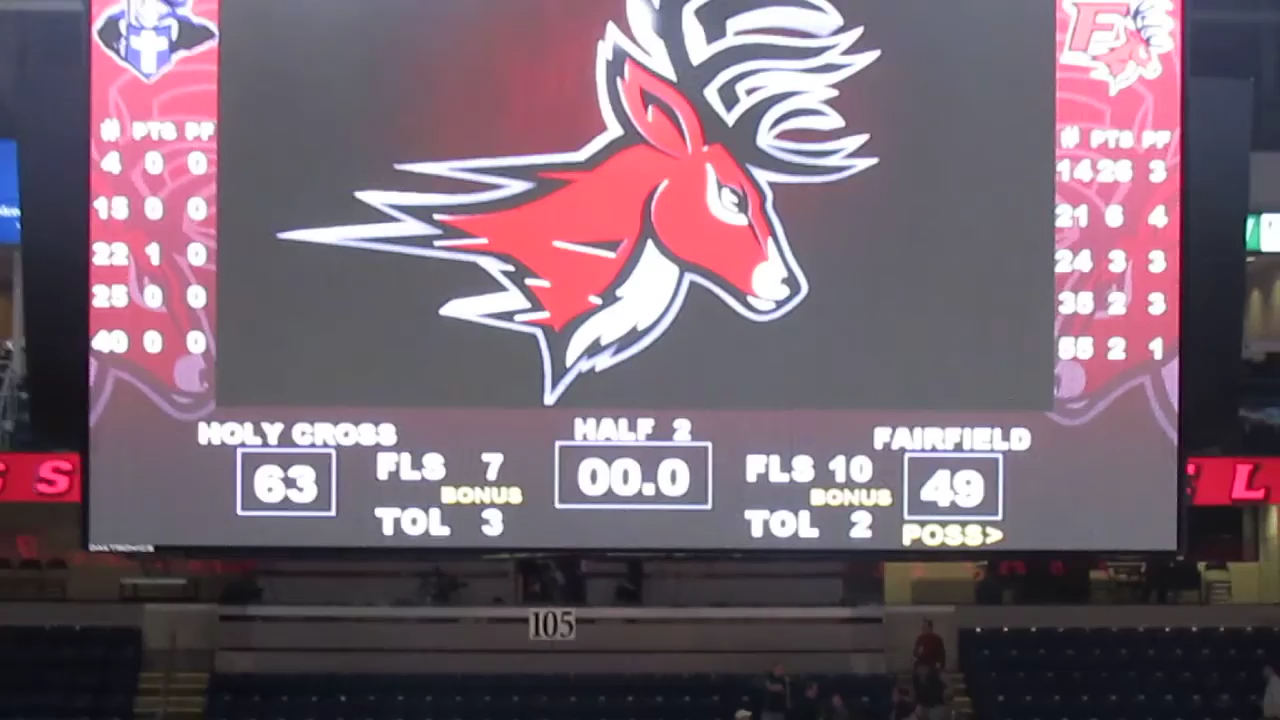 # PTS PF
4 0 0
15 0 0
22 1 0
25 0 0
40 0 0
F
# PTS PF
14 26 3
21 6 4
24 3 3
35 2 3
55 2 1
HOLY CROSS
63
FLS 7
BONUS
TOL 3
HALF 2
00.0
FAIRFIELD
FLS 10
BONUS
TOL 2
49
POSS>
DAKTRONICS
105